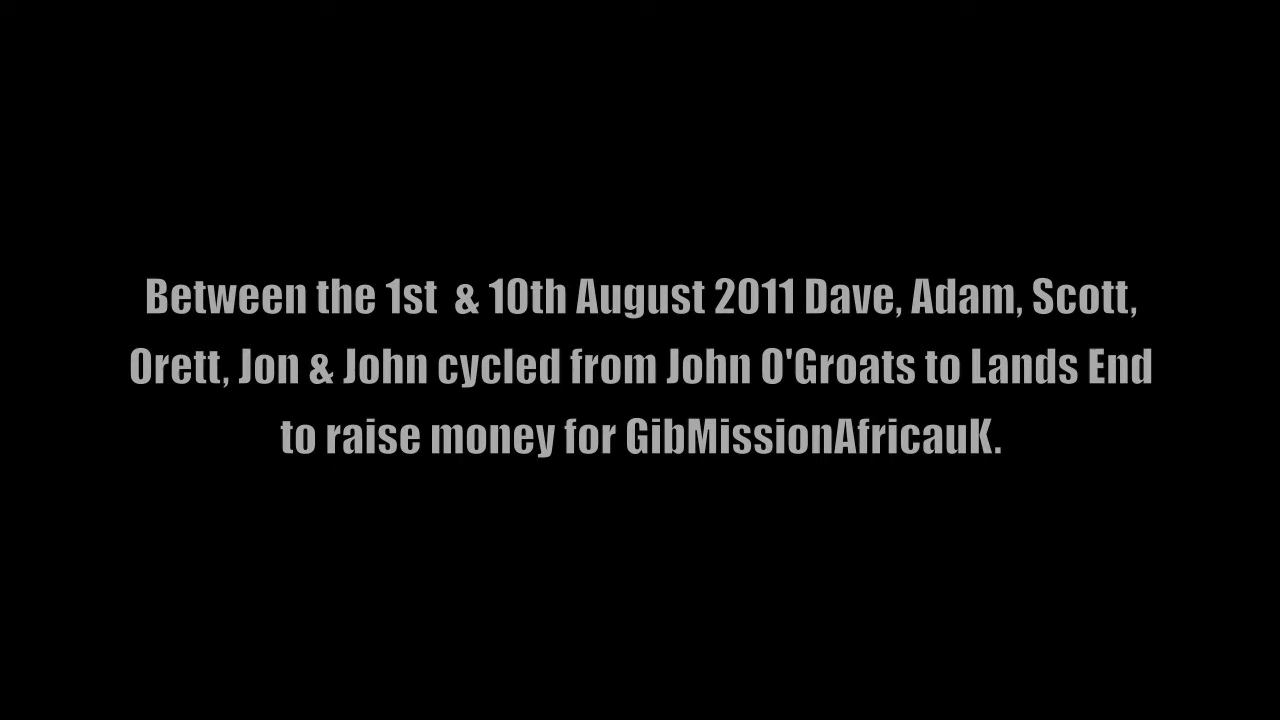 Between the 1st  & 10th August 2011 Dave, Adam, Scott,
Orett, Jon & John cycled from John O'Groats to Lands End
to raise money for GibMissionAfricauK.